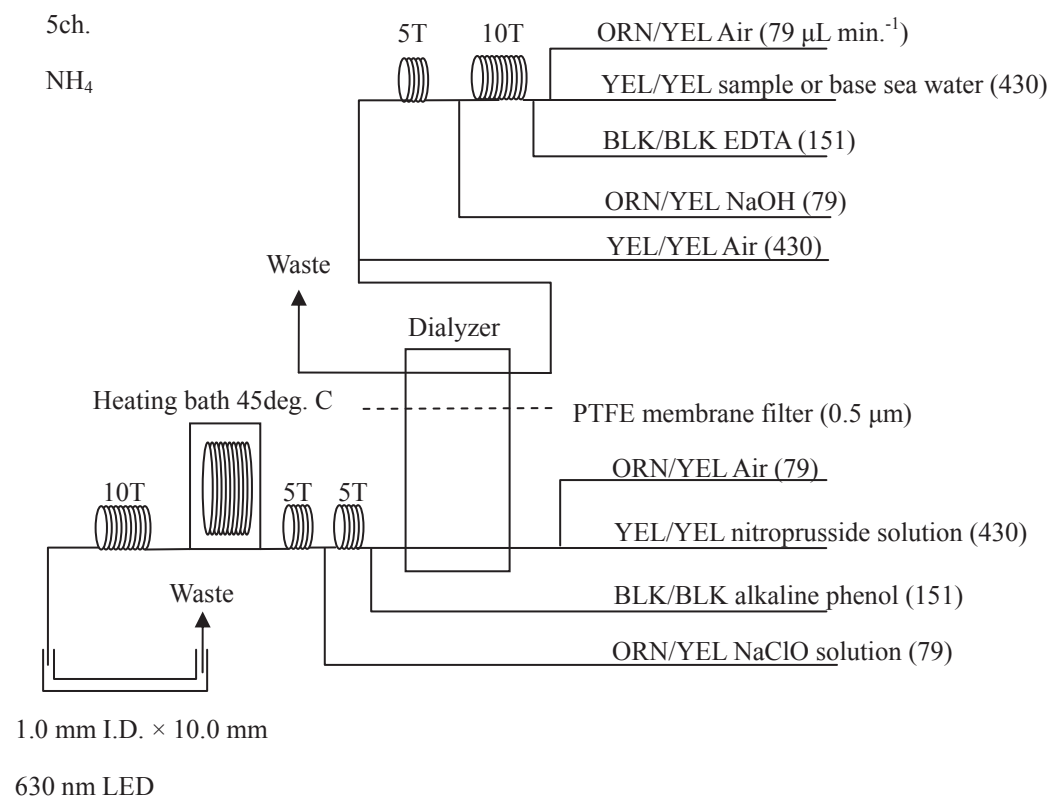 5ch.
NH₄
5T
10T
ORN/YEL Air (79 μL min.⁻¹)
YEL/YEL sample or base sea water (430)
BLK/BLK EDTA (151)
ORN/YEL NaOH (79)
YEL/YEL Air (430)
Waste
Dialyzer
Heating bath 45deg. C
PTFE membrane filter (0.5 μm)
ORN/YEL Air (79)
10T
5T
5T
YEL/YEL nitroprusside solution (430)
Waste
BLK/BLK alkaline phenol (151)
ORN/YEL NaClO solution (79)
1.0 mm I.D. × 10.0 mm
630 nm LED